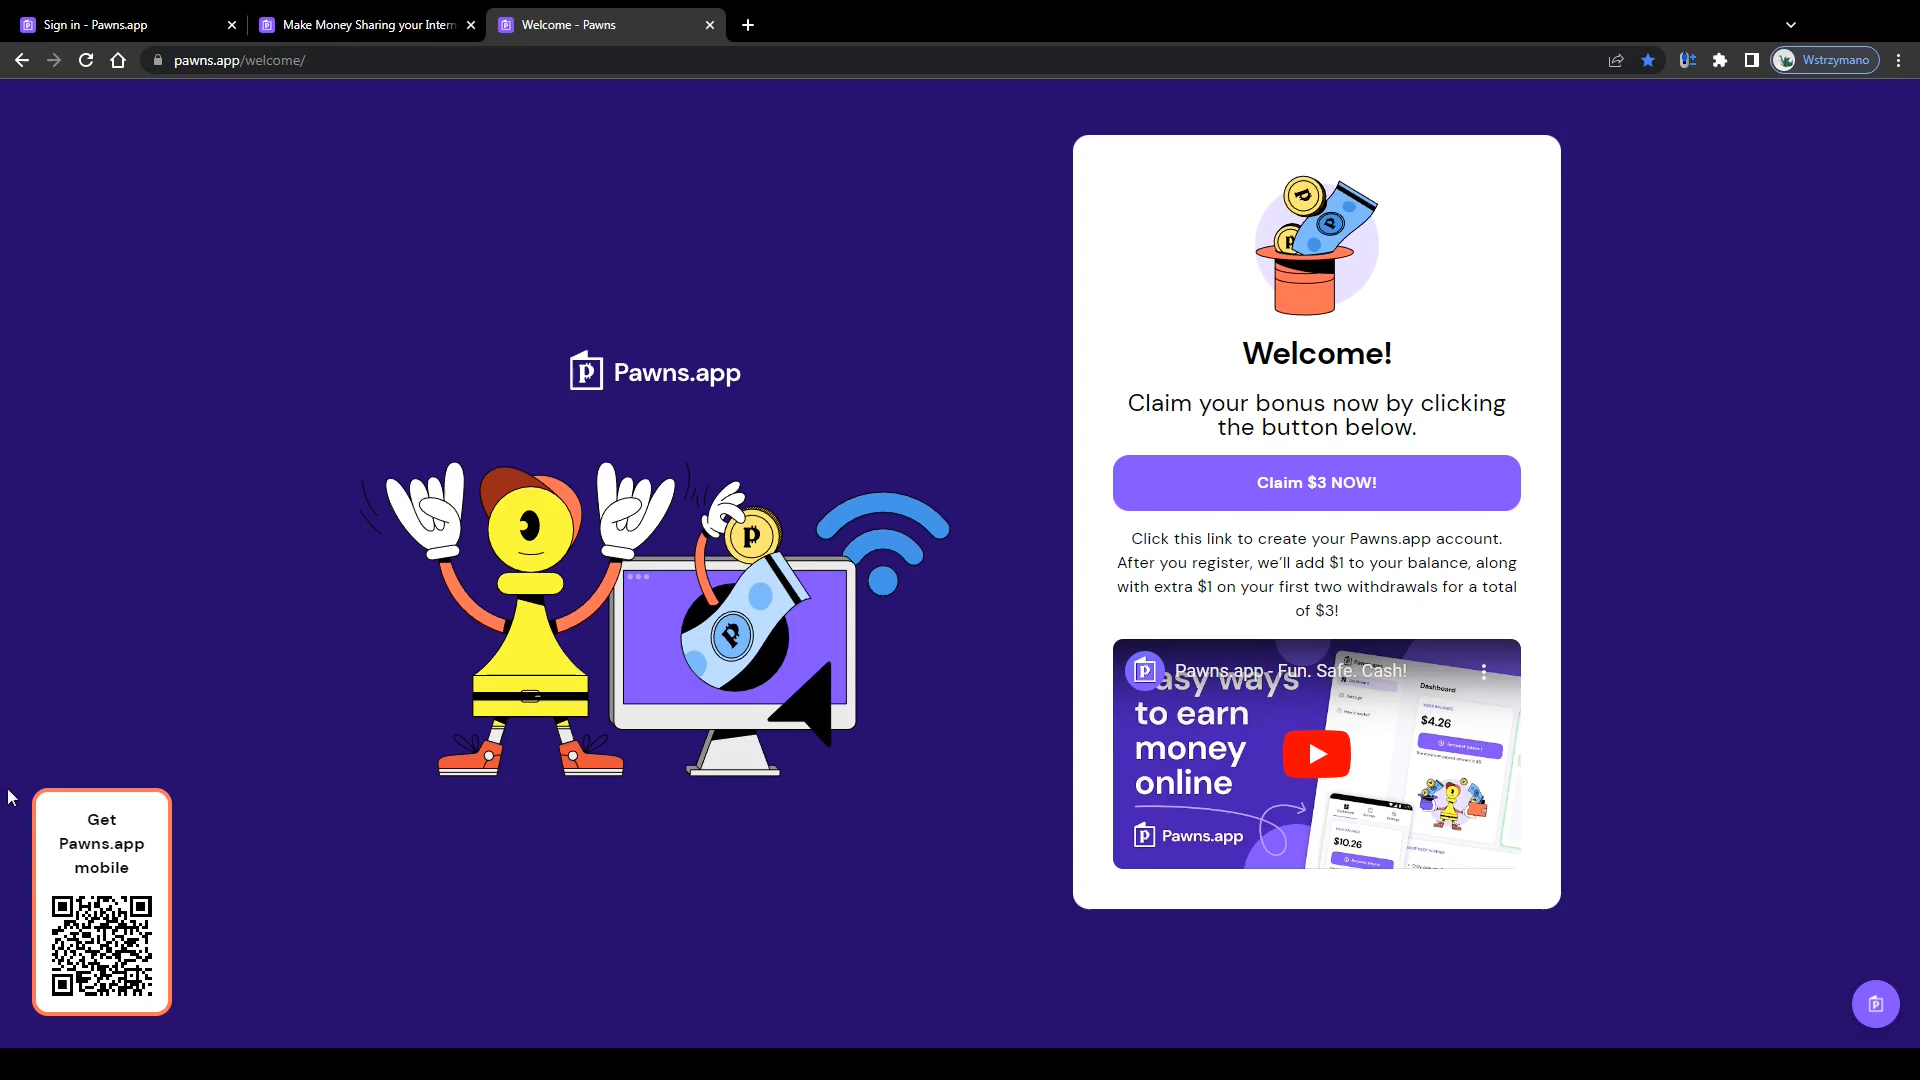 Sign in - Pawns.app
Make Money Sharing your Intern
Welcome - Pawns
pawns.app/welcome/
Wstrzymano
Pawns.app
Welcome!
Claim your bonus now by clicking
the button below.
Claim $3 NOW!
Click this link to create your Pawns.app account.
After you register, we’ll add $1 to your balance, along
with extra $1 on your first two withdrawals for a total
of $3!
Pawns.app - Fun. Safe. Cash!
asy ways
to earn
money
online
Pawns.app
Dashboard
$4.26
$10.26
Get
Pawns.app
mobile